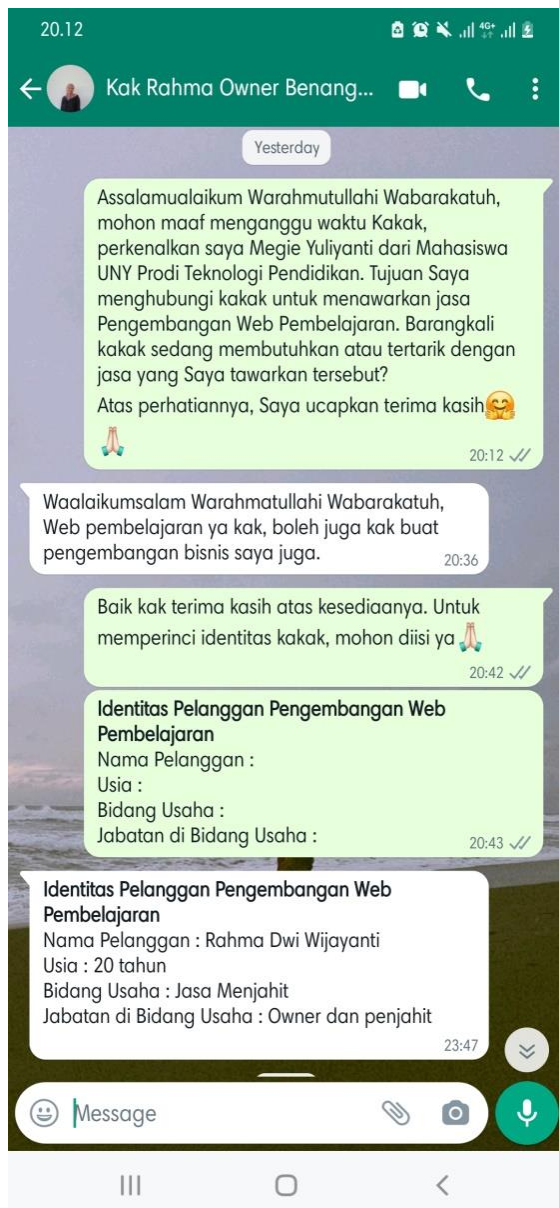 20.12
4G+
Kak Rahma Owner Benang...
Yesterday
Assalamualaikum Warahmutullahi Wabarakatuh,
mohon maaf menganggu waktu Kakak,
perkenalkan saya Megie Yuliyanti dari Mahasiswa
UNY Prodi Teknologi Pendidikan. Tujuan Saya
menghubungi kakak untuk menawarkan jasa
Pengembangan Web Pembelajaran. Barangkali
kakak sedang membutuhkan atau tertarik dengan
jasa yang Saya tawarkan tersebut?
Atas perhatiannya, Saya ucapkan terima kasih🤗
🙏🏻
20:12
Waalaikumsalam Warahmatullahi Wabarakatuh,
Web pembelajaran ya kak, boleh juga kak buat
pengembangan bisnis saya juga.
20:36
Baik kak terima kasih atas kesediaanya. Untuk
memperinci identitas kakak, mohon diisi ya🙏🏻
20:42
Identitas Pelanggan Pengembangan Web
Pembelajaran
Nama Pelanggan :
Usia :
Bidang Usaha :
Jabatan di Bidang Usaha :
20:43
Identitas Pelanggan Pengembangan Web
Pembelajaran
Nama Pelanggan : Rahma Dwi Wijayanti
Usia : 20 tahun
Bidang Usaha : Jasa Menjahit
Jabatan di Bidang Usaha : Owner dan penjahit
23:47
Message